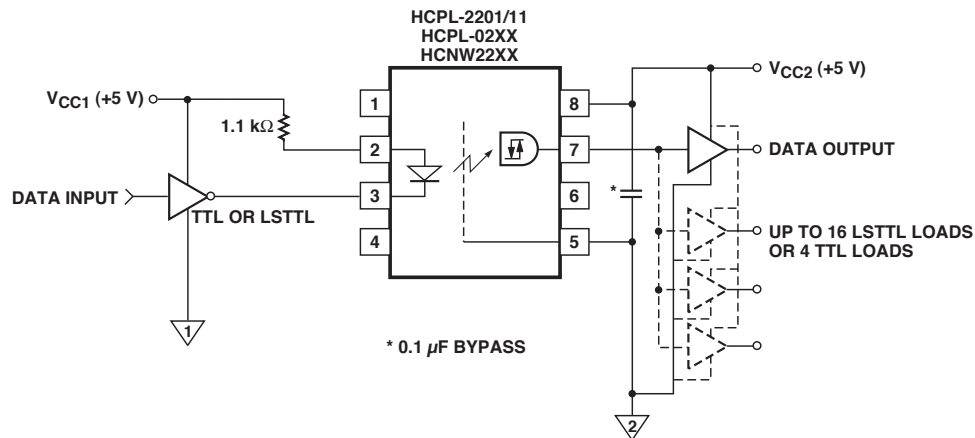 HCPL-2201/11
HCPL-02XX
HCNW22XX
VCC1 (+5 V)
1.1 kΩ
DATA INPUT
TTL OR LSTTL
1
2
3
4
8
7
6
5
*
VCC2 (+5 V)
DATA OUTPUT
UP TO 16 LSTTL LOADS
OR 4 TTL LOADS
* 0.1 µF BYPASS
1
2